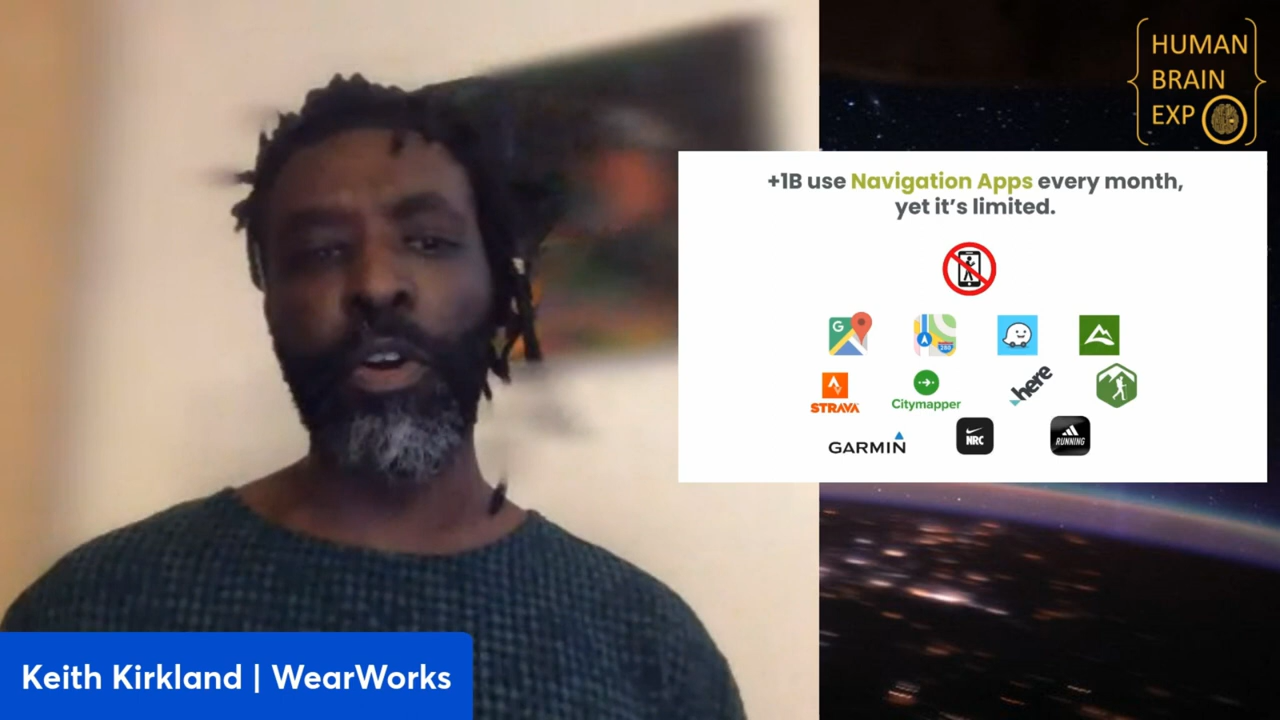 HUMAN
BRAIN
EXP
+1B use Navigation Apps every month,
yet it's limited.
G
280
STRAVA
Citymapper
here
GARMIN
NRC
RUNNING
Keith Kirkland | WearWorks